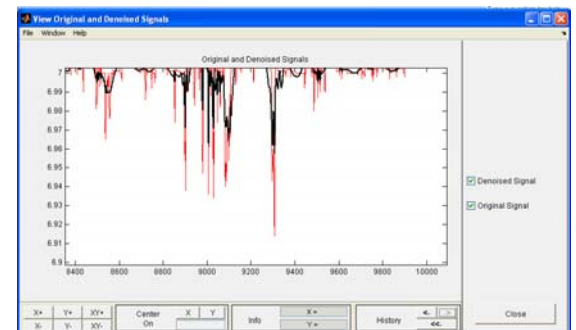 View Original and Denoised Signals
File Window Help
Original and Denoised Signals
7
6.99
6.98
6.97
6.96
6.95
6.94
6.93
6.92
6.91
6.9
8400 8600 8800 9000 9200 9400 9600 9800 10000
Denoised Signal
Original Signal
X+ Y+ XY+
X- Y- XY-
Center
On
X Y
Info
X =
Y =
History
<- ->
<<-
Close